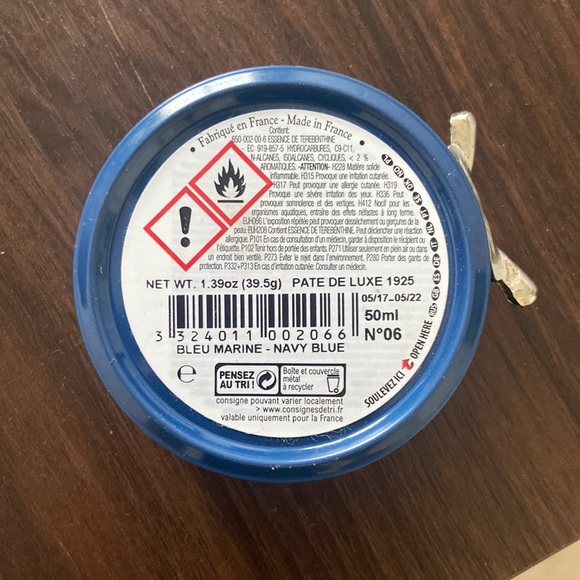 • Fabriqué en France - Made in France •
Contient:
650-002-00-6 ESSENCE DE TEREBENTHINE
- EC 919-857-5 HYDROCARBURES, C9-C11,
N-ALCANES, ISOALCANES, CYCLIQUES, < 2 %
AROMATIQUES. -ATTENTION- H228 Matière solide
inflammable. H315 Provoque une irritation cutanée.
H317 Peut provoquer une allergie cutanée. H319
Provoque une sévère irritation des yeux. H336 Peut
provoquer somnolence et des vertiges. H412 Nocif pour les
organismes aquatiques, entraîne des effets néfastes à long terme.
EUH066 L'exposition répétée peut provoquer dessèchement ou gerçures de la
peau EUH208 Contient ESSENCE DE TEREBENTHINE. Peut déclencher une réaction
allergique. P101 En cas de consultation d'un médecin, garder à disposition le récipient ou
l'étiquette. P102 Tenir hors de portée des enfants. P271 Utiliser seulement en plein air ou dans
un endroit bien ventilé. P273 Eviter le rejet dans l'environnement. P280 Porter des gants de
protection. P332+P313 En cas d'irritation cutanée: Consulter un médecin.
NET WT. 1.39oz (39.5g) PATE DE LUXE 1925
05/17-05/22
50ml
3 324011 002066 N°06
BLEU MARINE - NAVY BLUE
e
PENSEZ
AU TRI !
Boîte et couvercle
métal
à recycler
consigne pouvant varier localement
> www.consignesdetri.fr
valable uniquement pour la France
SOULEVEZ ICI OPEN HERE